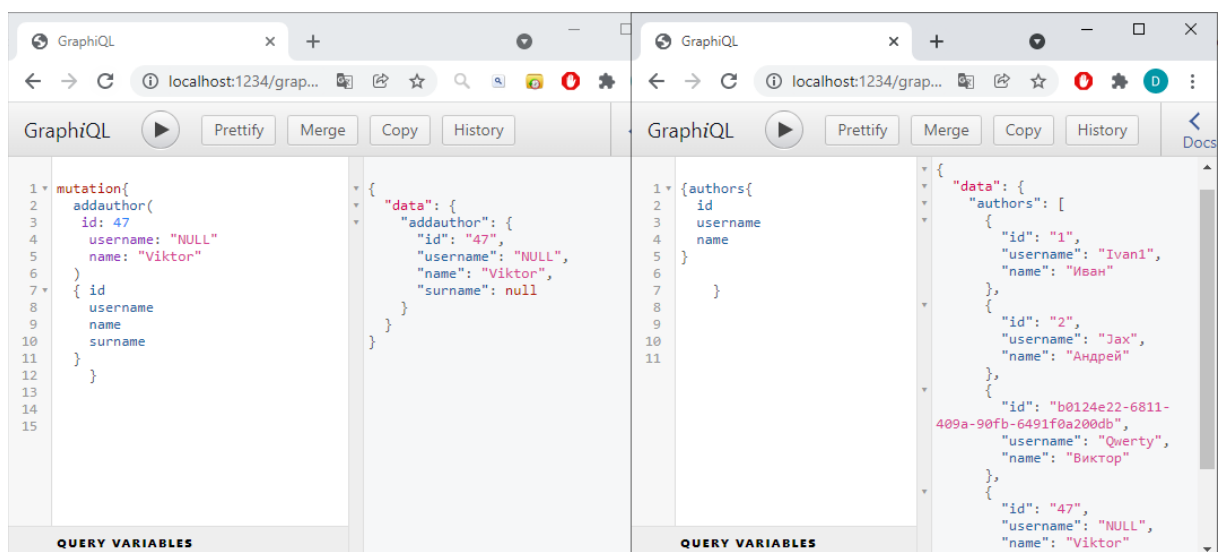 GraphiQL
localhost:1234/grap...
GraphiQL
Prettify
Merge
Copy
History
1 mutation{
2 addauthor(
3 id: 47
4 username: "NULL"
5 name: "Viktor"
6 )
7 { id
8 username
9 name
10 surname
11 }
12 }
13
14
15
{
"data": {
"addauthor": {
"id": "47",
"username": "NULL",
"name": "Viktor",
"surname": null
}
}
}
QUERY VARIABLES
GraphiQL
localhost:1234/grap...
D
GraphiQL
Prettify
Merge
Copy
History
Docs
1 {authors{
2 id
3 username
4 name
5 }
6
7 }
8
9
10
11
{
"data": {
"authors": [
{
"id": "1",
"username": "Ivan1",
"name": "Иван"
},
{
"id": "2",
"username": "Jax",
"name": "Андрей"
},
{
"id": "b0124e22-6811-
409a-90fb-6491f0a200db",
"username": "Qwerty",
"name": "Виктор"
},
{
"id": "47",
"username": "NULL",
"name": "Viktor"
QUERY VARIABLES